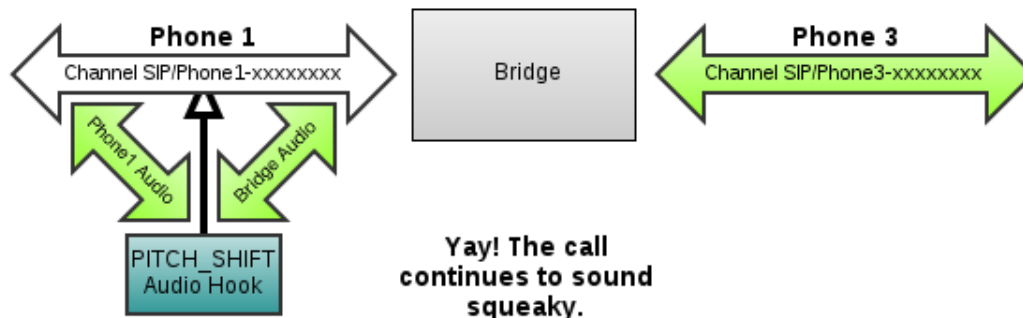 Phone 1
Channel SIP/Phone1-xxxxxxxx
Bridge
Phone 3
Channel SIP/Phone3-xxxxxxxx
Phone1 Audio
Bridge Audio
PITCH_SHIFT
Audio Hook
Yay! The call
continues to sound
squeaky.